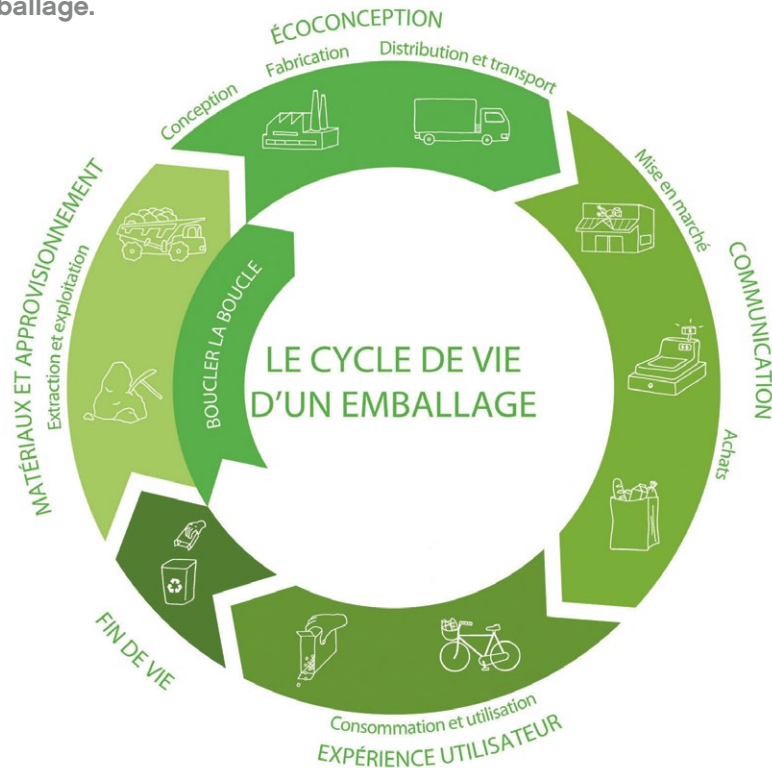 ballage.
ÉCOCONCEPTION
Conception
Fabrication
Distribution et transport
Mise en marché
COMMUNICATION
Achats
MATÉRIAUX ET APPROVISIONNEMENT
Extraction et exploitation
BOUCLER LA BOUCLE
LE CYCLE DE VIE
D'UN EMBALLAGE
FIN DE VIE
Consommation et utilisation
EXPÉRIENCE UTILISATEUR